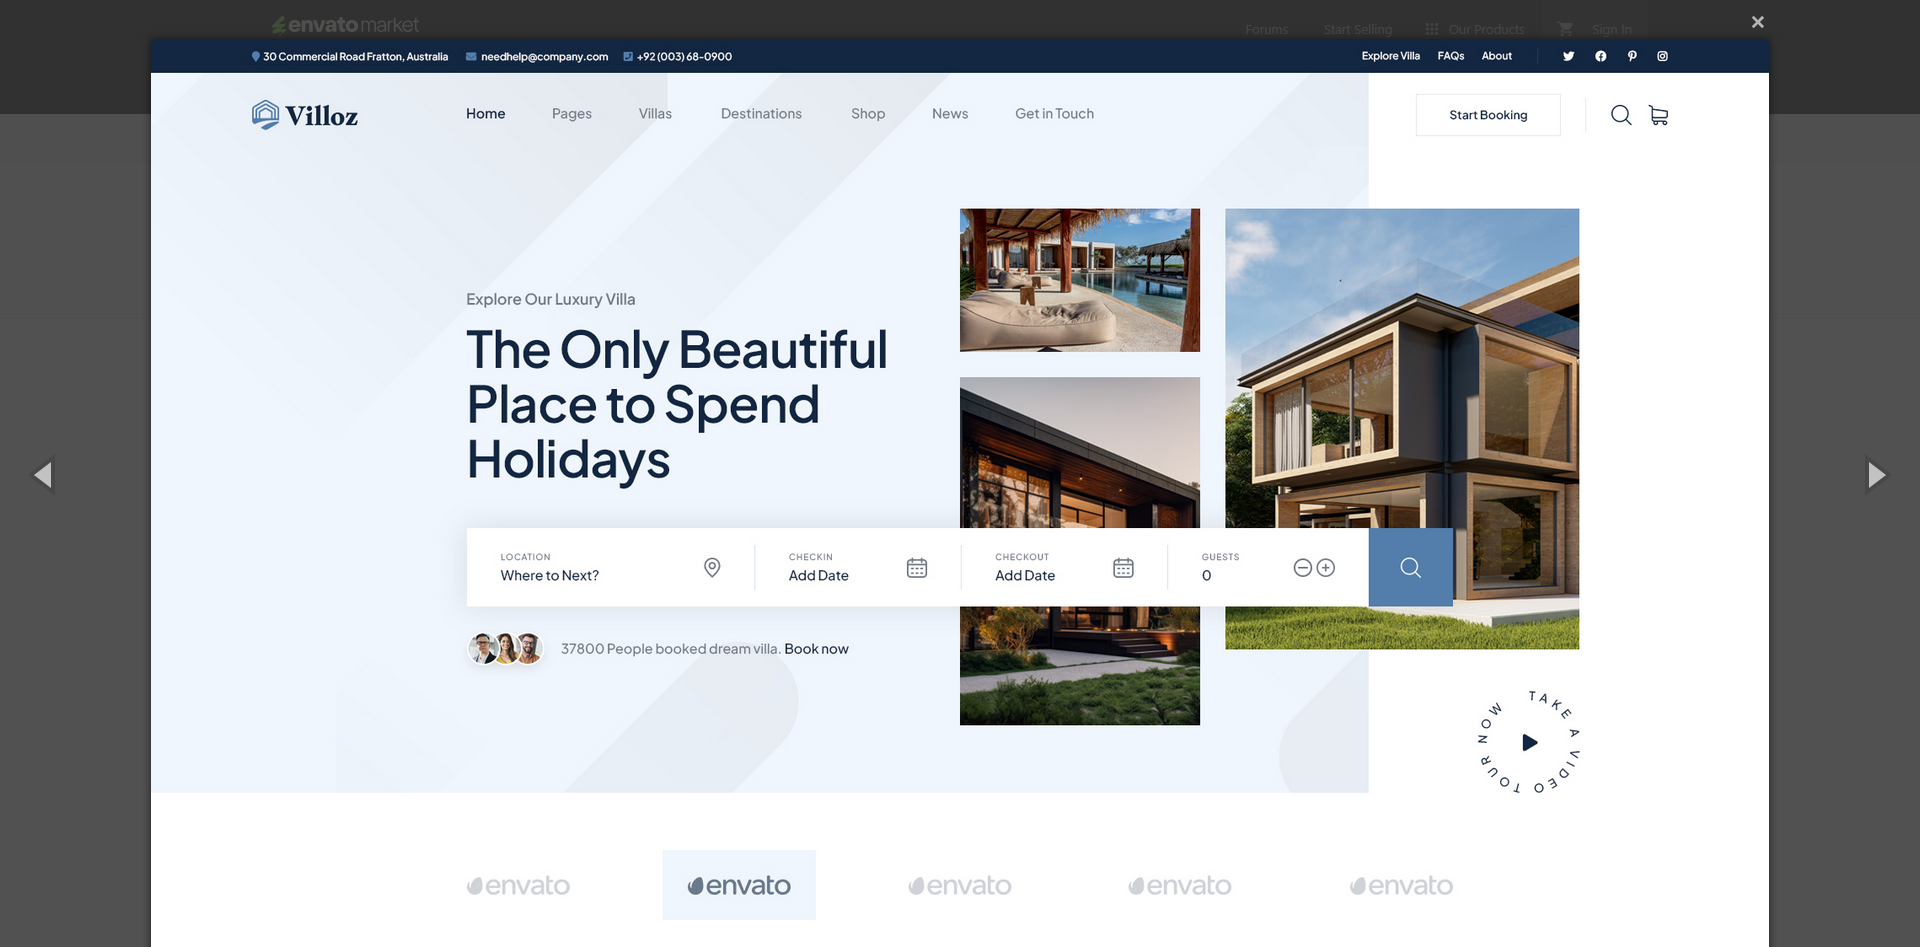 envato market
Forums
Start Selling
Our Products
Sign In
×
30 Commercial Road Fratton, Australia
needhelp@company.com
+92 (003) 68-0900
Explore Villa
FAQs
About
Villoz
Home
Pages
Villas
Destinations
Shop
News
Get in Touch
Start Booking
Explore Our Luxury Villa
The Only Beautiful
Place to Spend
Holidays
LOCATION
Where to Next?
CHECKIN
Add Date
CHECKOUT
Add Date
GUESTS
0
37800 People booked dream villa. Book now
TAKE A VIDEO TOUR NOW
envato
envato
envato
envato
envato